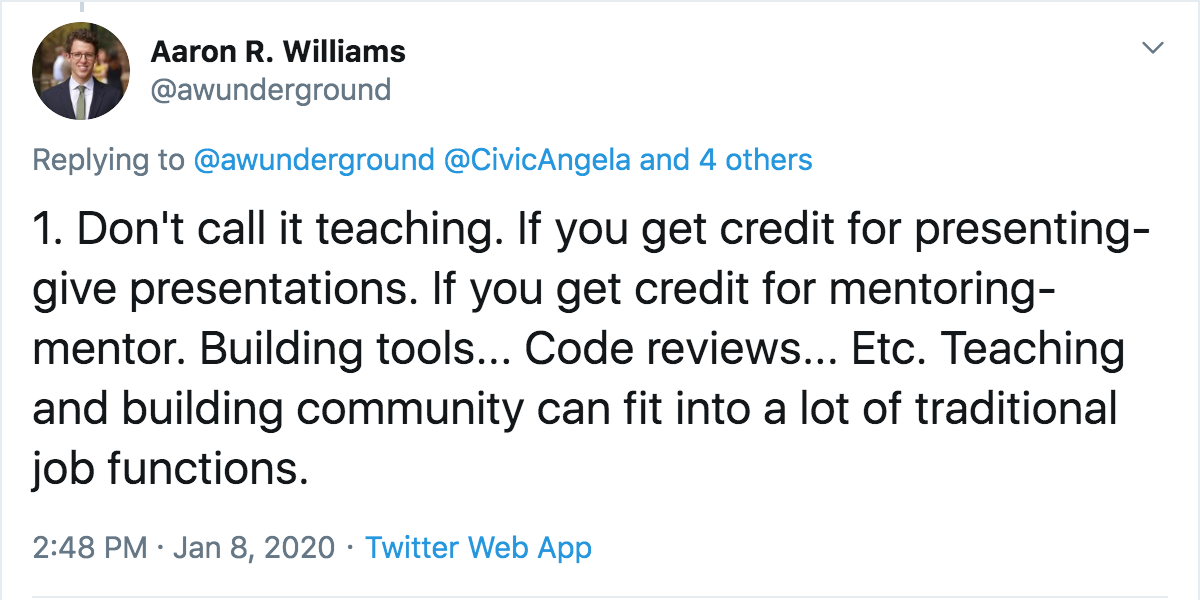 Aaron R. Williams
@awunderground
Replying to @awunderground @CivicAngela and 4 others
1. Don't call it teaching. If you get credit for presenting-
give presentations. If you get credit for mentoring-
mentor. Building tools... Code reviews... Etc. Teaching
and building community can fit into a lot of traditional
job functions.
2:48 PM · Jan 8, 2020 · Twitter Web App